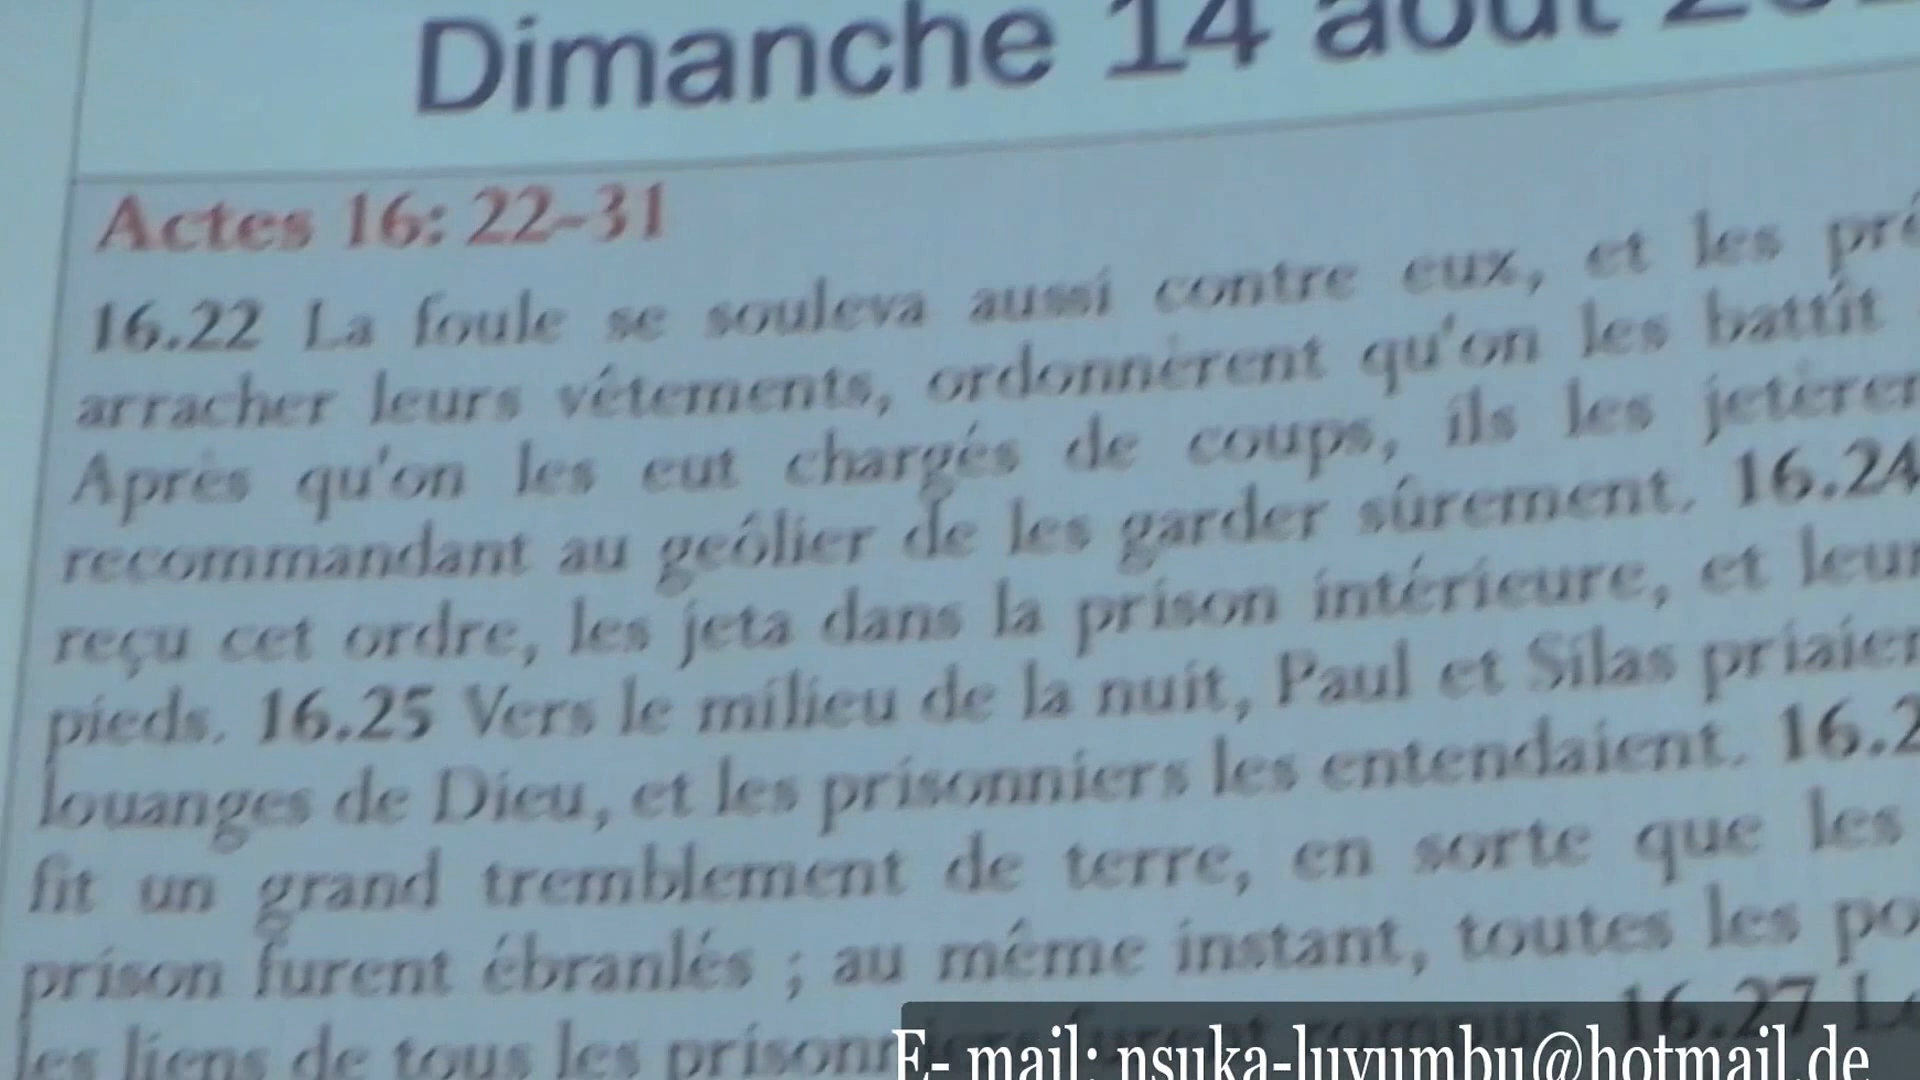 Dimanche 14 août
Actes 16: 22-31
16.22 La foule se souleva aussi contre eux, et les
arracher leurs vêtements, ordonnèrent qu'on les battît
Après qu'on les eut chargés de coups, ils les
recommandant au geôlier de les garder sûrement. 16.24
reçu cet ordre, les jeta dans la prison intérieure, et
pieds. 16.25 Vers le milieu de la nuit, Paul et Silas
louanges de Dieu, et les prisonniers les entendaient.
fit un grand tremblement de terre, en sorte que les
prison furent ébranlés ; au même instant, toutes les
les liens de tous les 16.27
E- mail: nsuka-luyumbu@hotmail.de